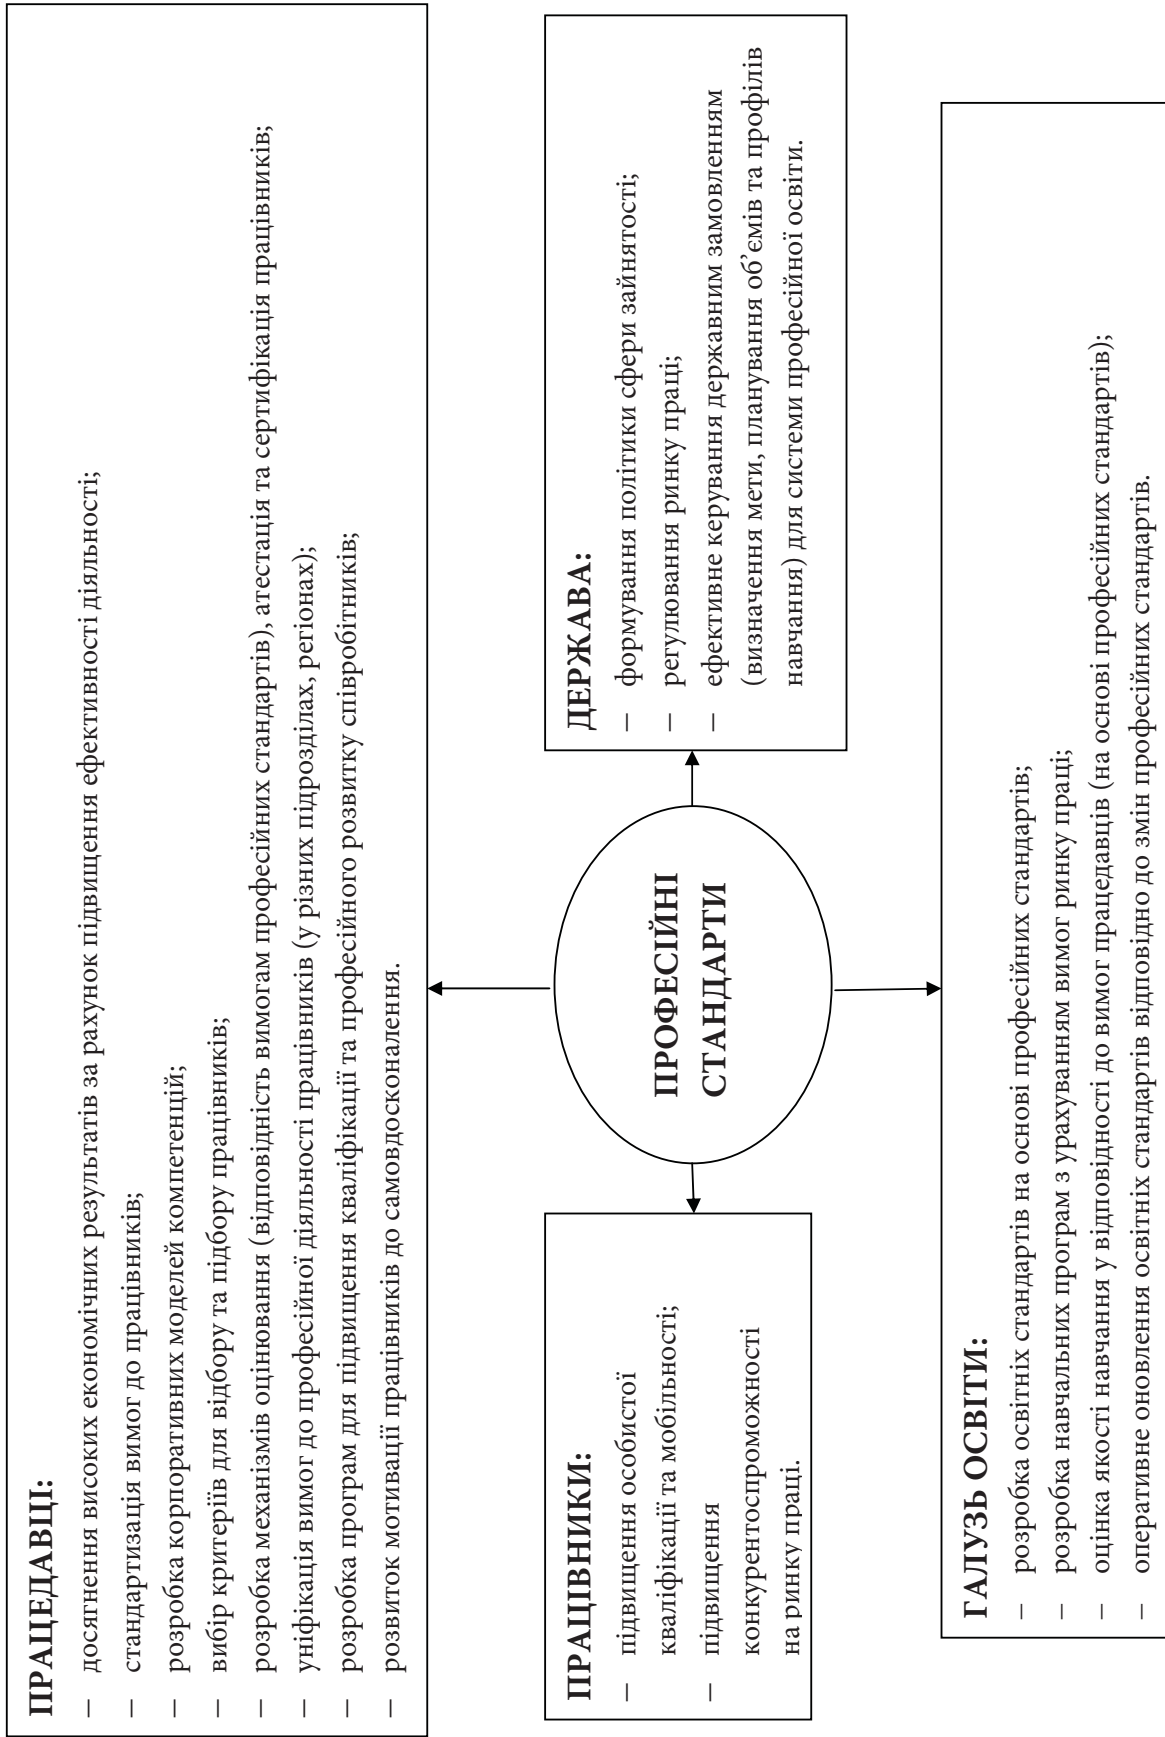 ПРАЦЕДАВЦІ:
– досягнення високих економічних результатів за рахунок підвищення ефективності діяльності;
– стандартизація вимог до працівників;
– розробка корпоративних моделей компетенцій;
– вибір критеріїв для відбору та підбору працівників;
– розробка механізмів оцінювання (відповідність вимогам професійних стандартів), атестація та сертифікація працівників;
– уніфікація вимог до професійної діяльності працівників (у різних підрозділах, регіонах);
– розробка програм для підвищення кваліфікації та професійного розвитку співробітників;
– розвиток мотивації працівників до самовдосконалення.
ПРАЦІВНИКИ:
– підвищення особистої
кваліфікації та мобільності;
– підвищення
конкурентоспроможності
на ринку праці.
ПРОФЕСІЙНІ
СТАНДАРТИ
ДЕРЖАВА:
– формування політики сфери зайнятості;
– регулювання ринку праці;
– ефективне керування державним замовленням
(визначення мети, планування об’ємів та профілів
навчання) для системи професійної освіти.
ГАЛУЗЬ ОСВІТИ:
– розробка освітніх стандартів на основі професійних стандартів;
– розробка навчальних програм з урахуванням вимог ринку праці;
– оцінка якості навчання у відповідності до вимог працедавців (на основі професійних стандартів);
– оперативне оновлення освітніх стандартів відповідно до змін професійних стандартів.